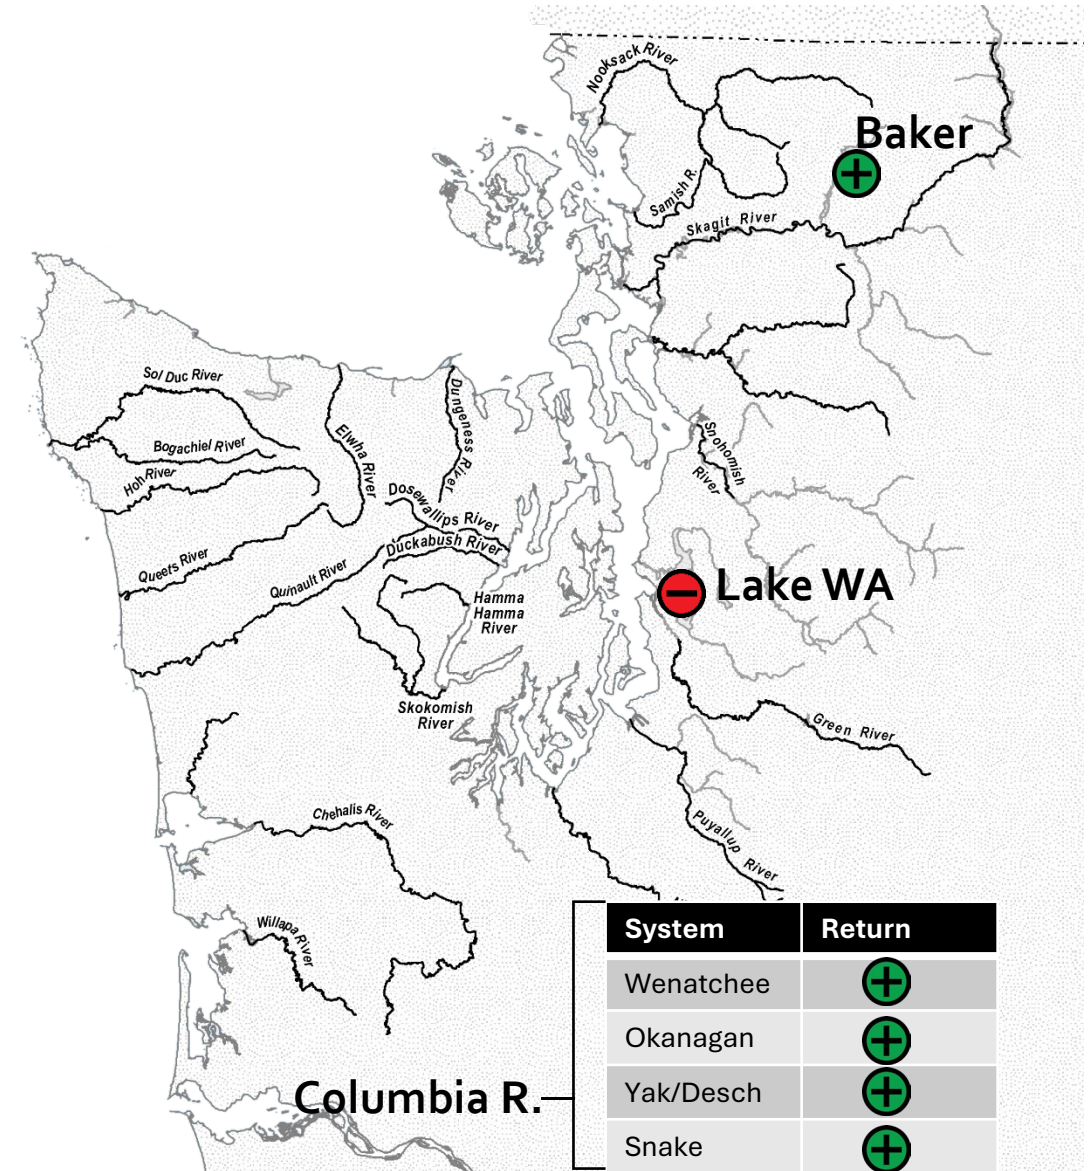 Nooksack River
Baker
Samish R.
Skagit River
Sol Duc River
Bogachiel River
Hoh River
Elwha River
Dungeness River
Snohomish
River
Dosewallips River
Duckabush River
Queets River
Quinault River
Hamma
Hamma
River
Lake WA
Skokomish
River
Green River
Chehalis River
Puyallup
River
Willapa River
Columbia R.
System Return
Wenatchee +
Okanagan +
Yak/Desch +
Snake +